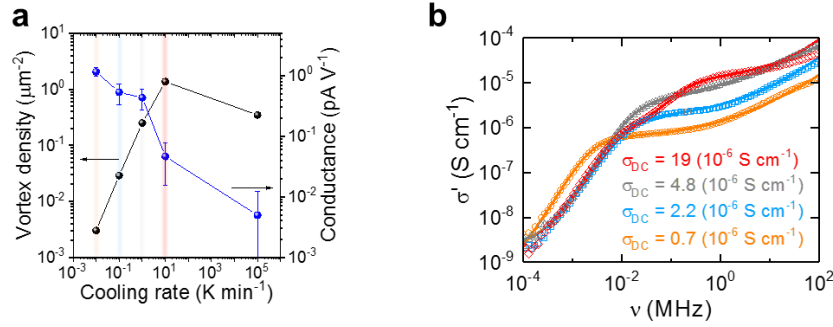 a
Vortex density (μm⁻²)
10²
10¹
10⁰
10⁻¹
10⁻²
10⁻³
10⁻³ 10⁻¹ 10¹ 10³ 10⁵
Cooling rate (K min⁻¹)
10¹
10⁰
10⁻¹
10⁻²
10⁻³
Conductance (pA V⁻¹)
b
σ' (S cm⁻¹)
10⁻⁴
10⁻⁵
10⁻⁶
10⁻⁷
10⁻⁸
10⁻⁹
σDC = 19 (10⁻⁶ S cm⁻¹)
σDC = 4.8 (10⁻⁶ S cm⁻¹)
σDC = 2.2 (10⁻⁶ S cm⁻¹)
σDC = 0.7 (10⁻⁶ S cm⁻¹)
10⁻⁴ 10⁻² 10⁰ 10²
ν (MHz)